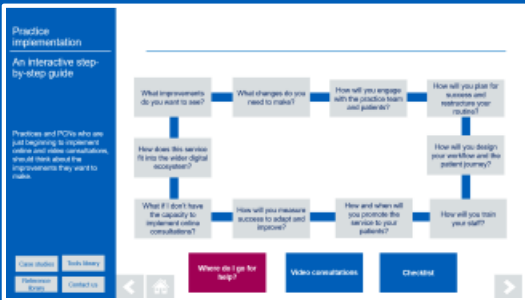 Practice
implementation
An interactive step-
by-step guide
Practices and PCNs who are
just beginning to implement
online and video consultations,
should think about the
improvements they want to
make.
Case studies
Tools library
Reference
library
Contact us
What improvements
do you want to see?
What changes do you
need to make?
How will you engage
with the practice team
and patients?
How will you plan for
success and
restructure your
routine?
How does this service
fit into the wider digital
ecosystem?
How will you design
your workflow and the
patient journey?
What if I don't have
the capacity to
implement online
consultations?
How will you measure
success to adapt and
improve?
How and when will
you promote the
service to your
patients?
How will you train
your staff?
Where do I go for
help?
Video consultations
Checklist